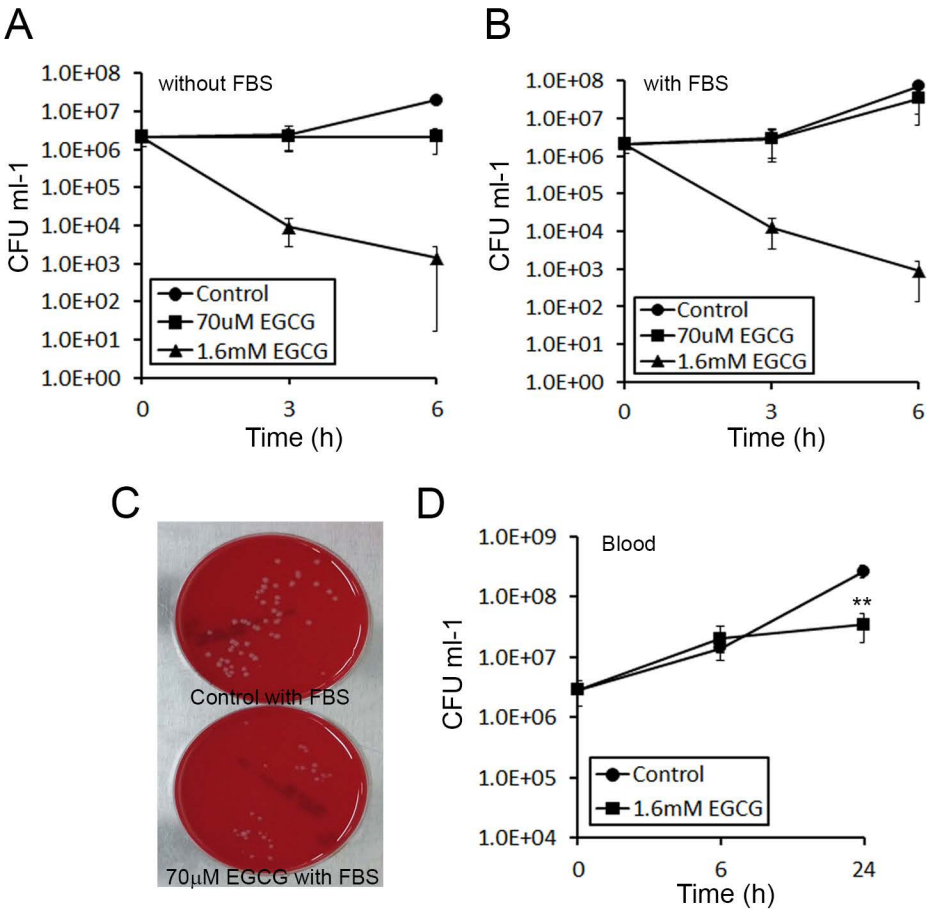 A
without FBS
1.0E+08
1.0E+07
1.0E+06
1.0E+05
1.0E+04
1.0E+03
1.0E+02
1.0E+01
1.0E+00
CFU ml-1
Control
70uM EGCG
1.6mM EGCG
0
3
6
Time (h)
B
with FBS
1.0E+08
1.0E+07
1.0E+06
1.0E+05
1.0E+04
1.0E+03
1.0E+02
1.0E+01
1.0E+00
CFU ml-1
Control
70uM EGCG
1.6mM EGCG
0
3
6
Time (h)
C
Control with FBS
70μM EGCG with FBS
D
Blood
1.0E+09
1.0E+08
1.0E+07
1.0E+06
1.0E+05
1.0E+04
CFU ml-1
**
Control
1.6mM EGCG
0
6
24
Time (h)